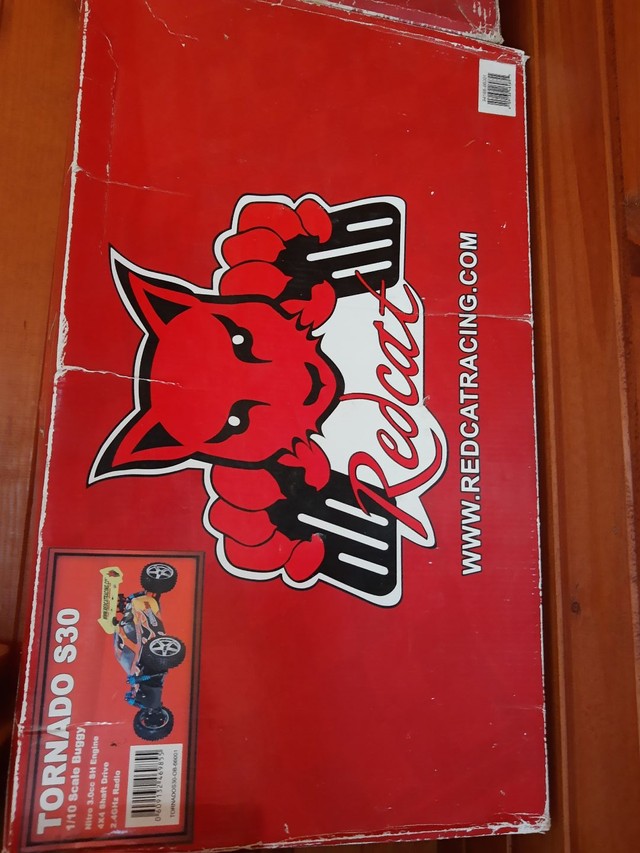 Redcat
WWW.REDCATRACING.COM
TORNADO S30
1/10 Scale Buggy
Nitro 3.0cc SH Engine
4X4 Shaft Drive
2.4GHz Radio